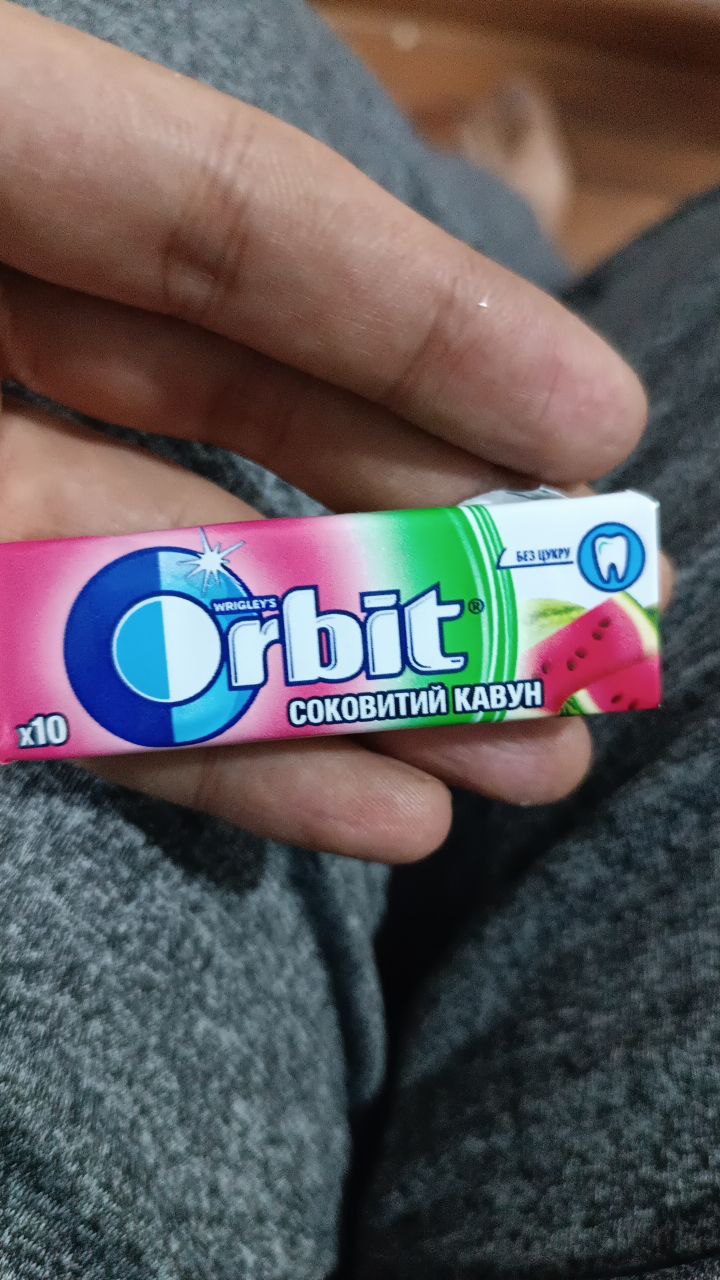 БЕЗ ЦУКРУ
WRIGLEY'S
Orbit®
СОКОВИТИЙ КАВУН
x10